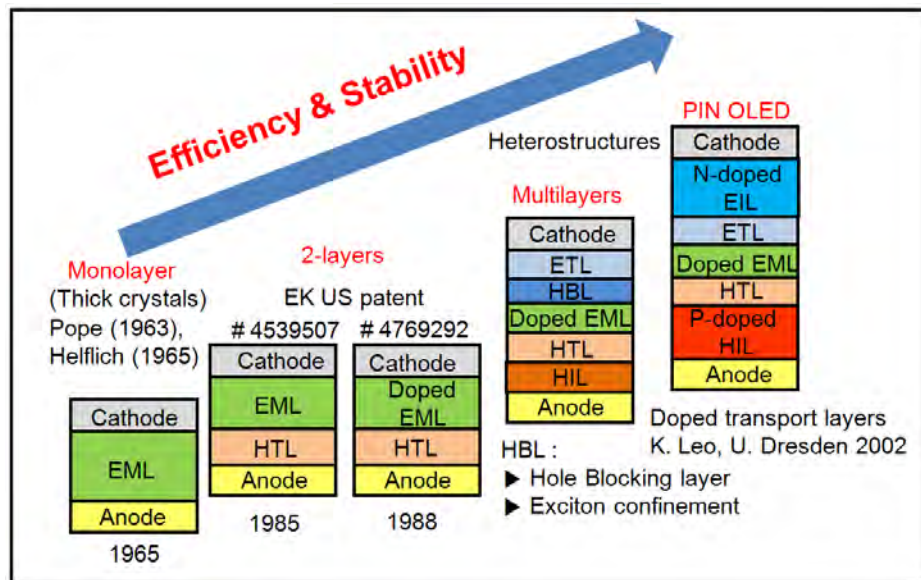 Efficiency & Stability
Monolayer
(Thick crystals)
Pope (1963),
Helflich (1965)
Cathode
EML
Anode
1965
2-layers
EK US patent
# 4539507
# 4769292
Cathode
EML
HTL
Anode
1985
Cathode
Doped
EML
HTL
Anode
1988
Heterostructures
Multilayers
Cathode
ETL
HBL
Doped EML
HTL
HIL
Anode
HBL :
▶ Hole Blocking layer
▶ Exciton confinement
PIN OLED
Cathode
N-doped
EIL
ETL
Doped EML
HTL
P-doped
HIL
Anode
Doped transport layers
K. Leo, U. Dresden 2002